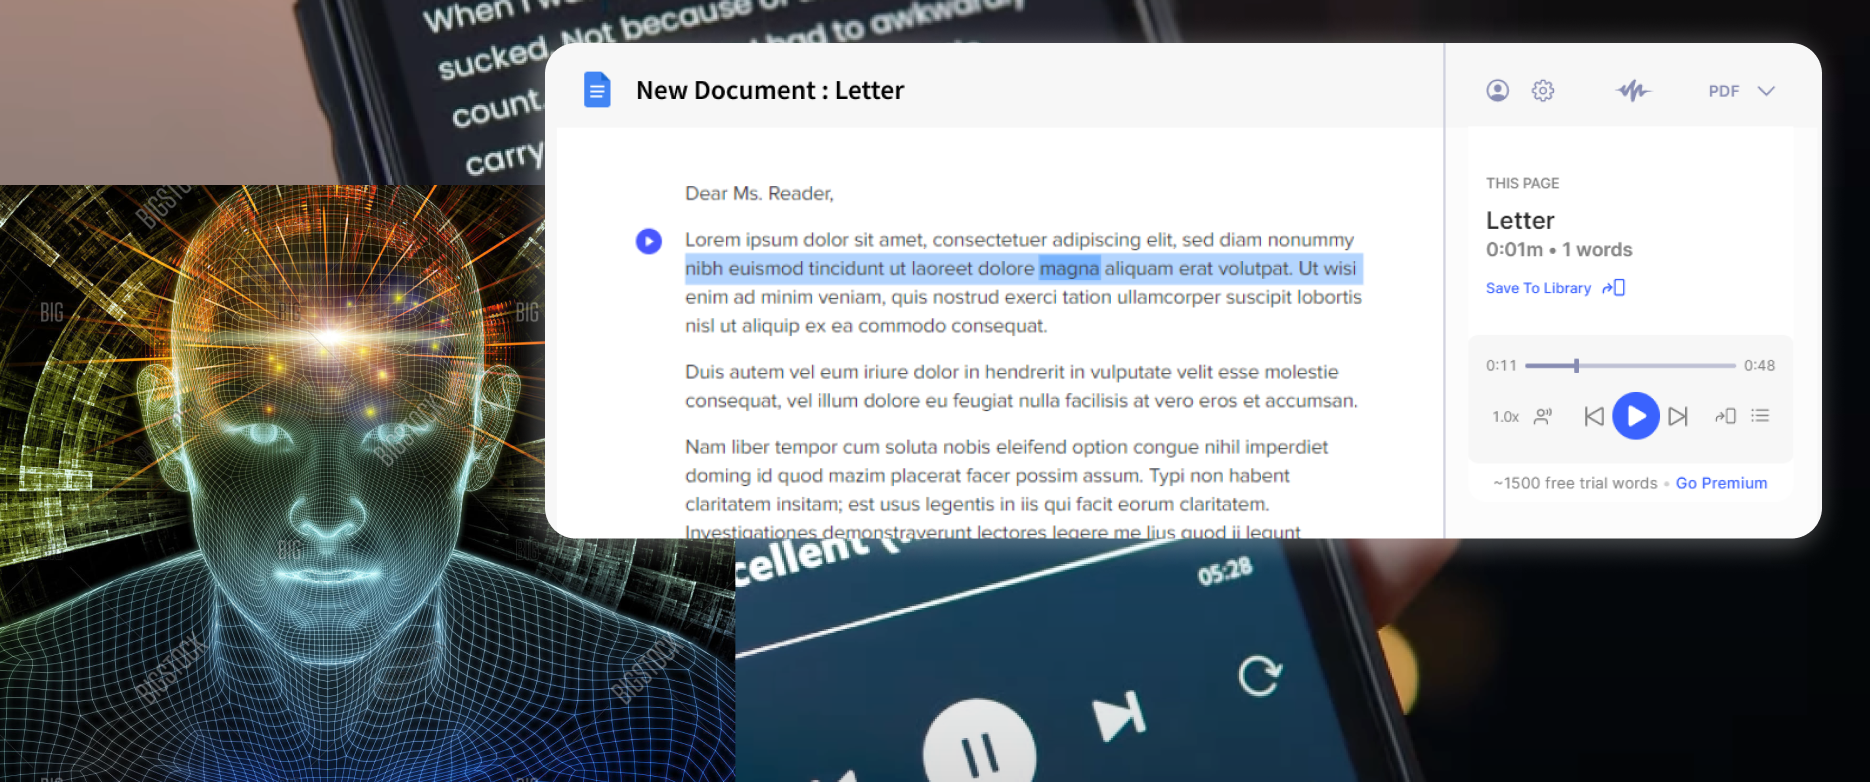 When I
sucked. Not because
had to awkwardly
count.
carry
New Document : Letter
PDF
Dear Ms. Reader,
Lorem ipsum dolor sit amet, consectetuer adipiscing elit, sed diam nonummy
nibh euismod tincidunt ut laoreet dolore magna aliquam erat volutpat. Ut wisi
enim ad minim veniam, quis nostrud exerci tation ullamcorper suscipit lobortis
nisl ut aliquip ex ea commodo consequat.
Duis autem vel eum iriure dolor in hendrerit in vulputate velit esse molestie
consequat, vel illum dolore eu feugiat nulla facilisis at vero eros et accumsan.
Nam liber tempor cum soluta nobis eleifend option congue nihil imperdiet
doming id quod mazim placerat facer possim assum. Typi non habent
claritatem insitam; est usus legentis in iis qui facit eorum claritatem.
Investigationes demonstraverunt lectores legere me lius quod ii legunt
THIS PAGE
Letter
0:01m • 1 words
Save To Library
0:11
0:48
1.0x
~1500 free trial words • Go Premium
BIGSTOCK
BIG
BIG
BIG
BIGSTOCK
BIG
BIGSTOCK
BIGSTOCK
cellent
05:28